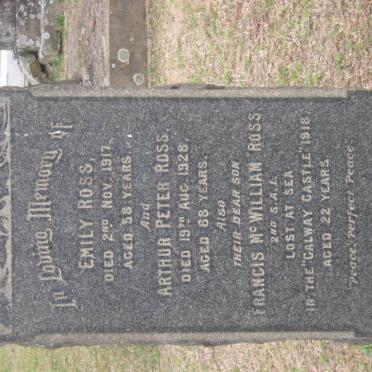 In Loving Memory of
EMILY ROSS,
DIED 2ND NOV. 1917.
AGED 58 YEARS.
And
ARTHUR PETER ROSS,
DIED 19TH AUG. 1928.
AGED 68 YEARS.
Also
THEIR DEAR SON
FRANCIS MCWILLIAM ROSS
2ND S.A.I.
LOST AT SEA
IN THE "GALWAY CASTLE" 1918.
AGED 22 YEARS.
Peace, Perfect Peace